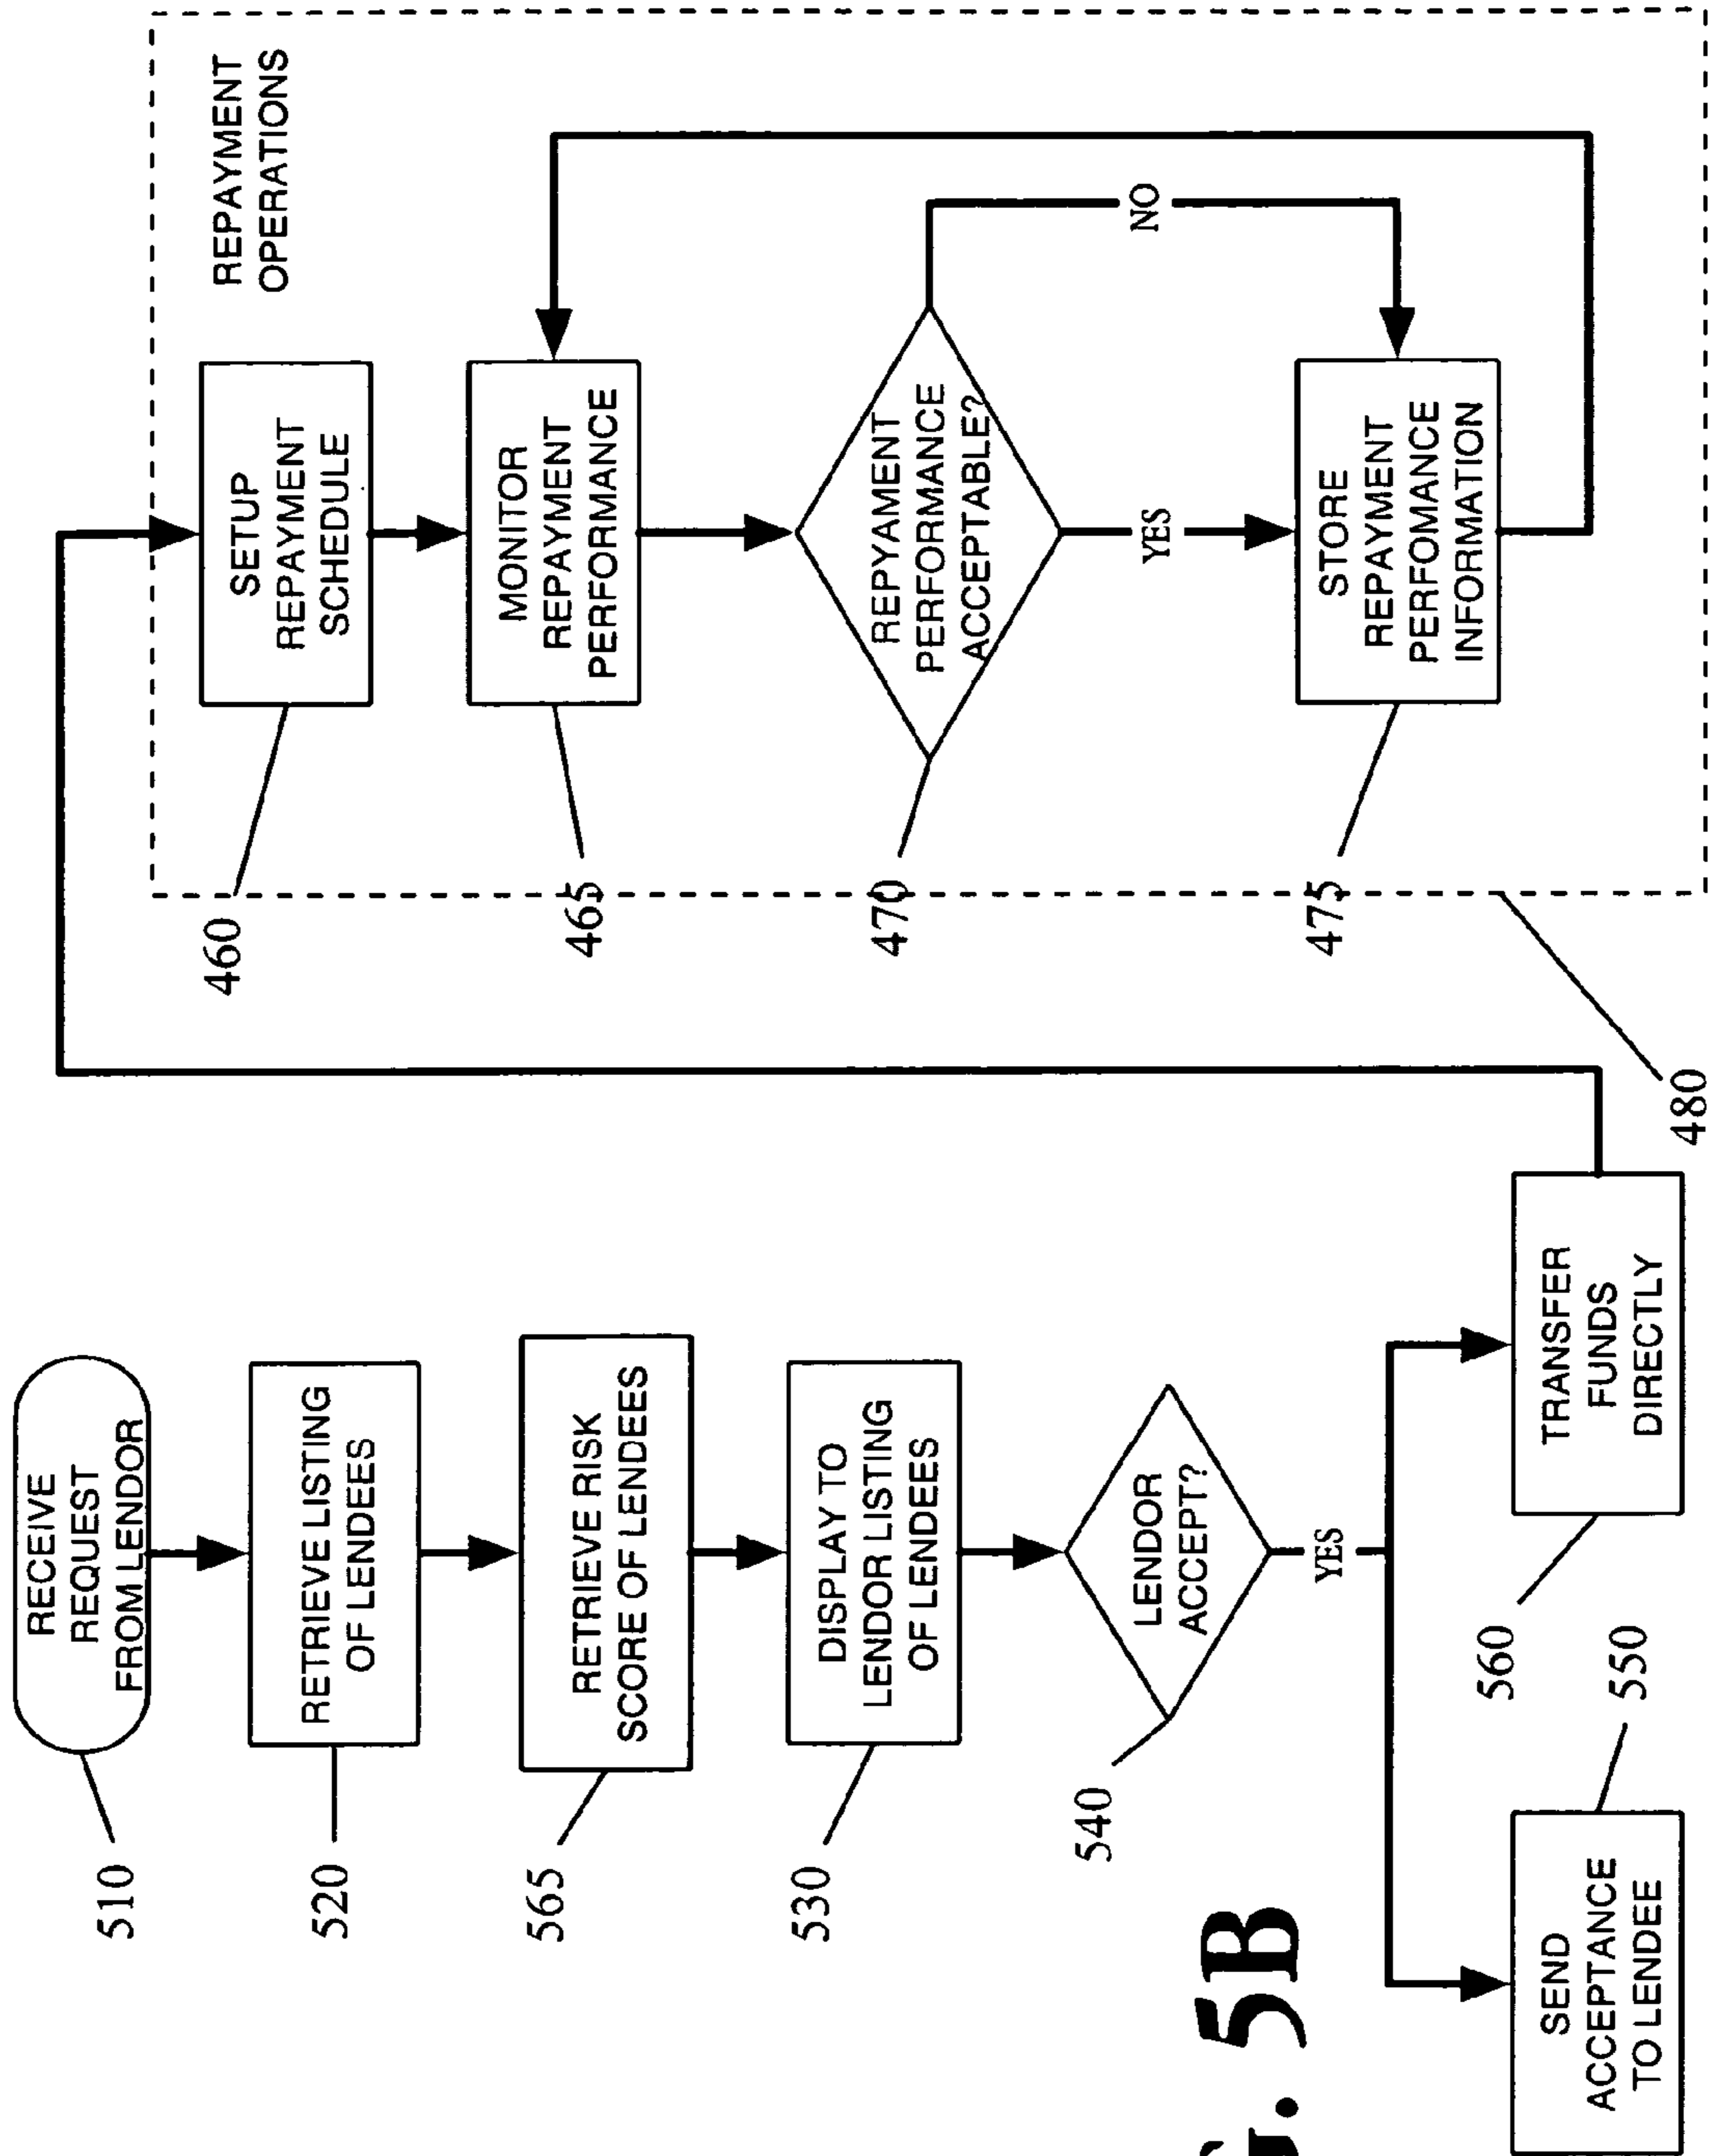 RECEIVE
REQUEST
FROM LENDOR
510
RETRIEVE LISTING
OF LENDEES
520
RETRIEVE RISK
SCORE OF LENDEES
565
DISPLAY TO
LENDOR LISTING
OF LENDEES
530
LENDOR
ACCEPT?
540
YES
SEND
ACCEPTANCE
TO LENDEE
550
TRANSFER
FUNDS
DIRECTLY
560
REPAYMENT
OPERATIONS
SETUP
REPAYMENT
SCHEDULE
460
MONITOR
REPAYMENT
PERFORMANCE
465
REPYAMENT
PERFORMANCE
ACCEPTABLE?
470
NO
YES
STORE
REPAYMENT
PERFOMANCE
INFORMATION
475
480
5B